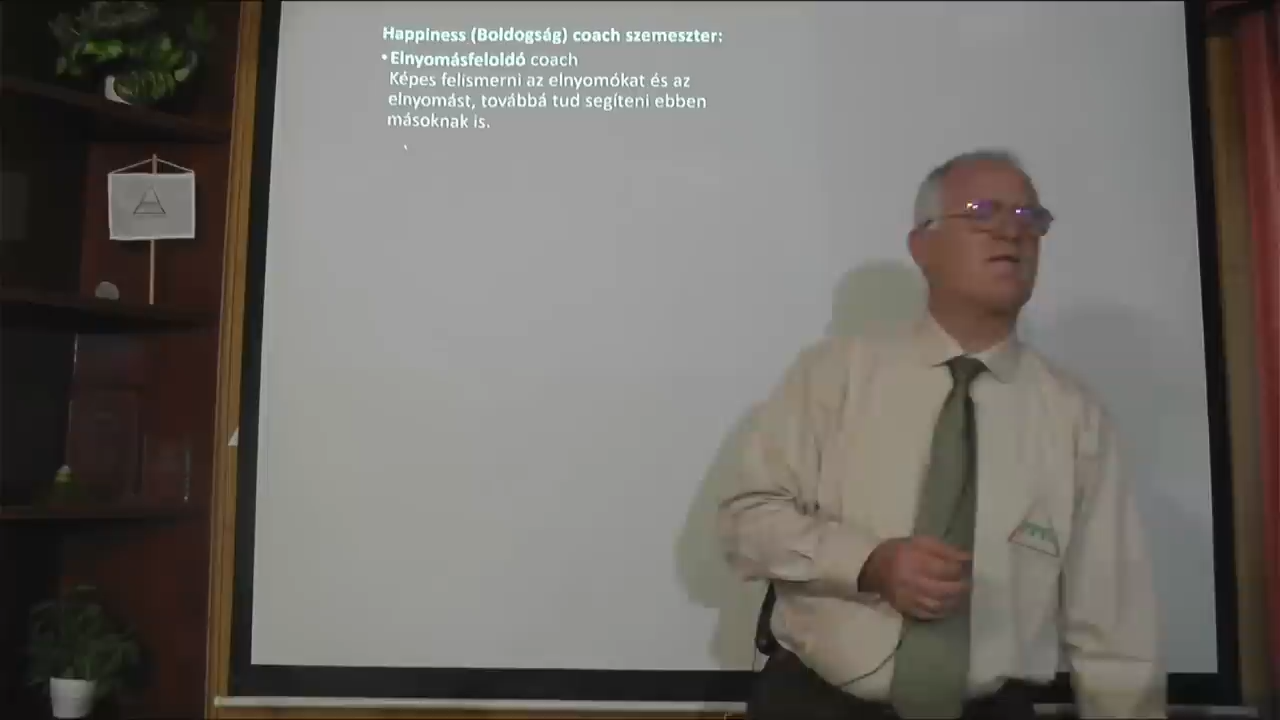 Happiness (Boldogság) coach szemeszter:
• Elnyomásfeloldó coach
Képes felismerni az elnyomókat és az
elnyomást, továbbá tud segíteni ebben
másoknak is.